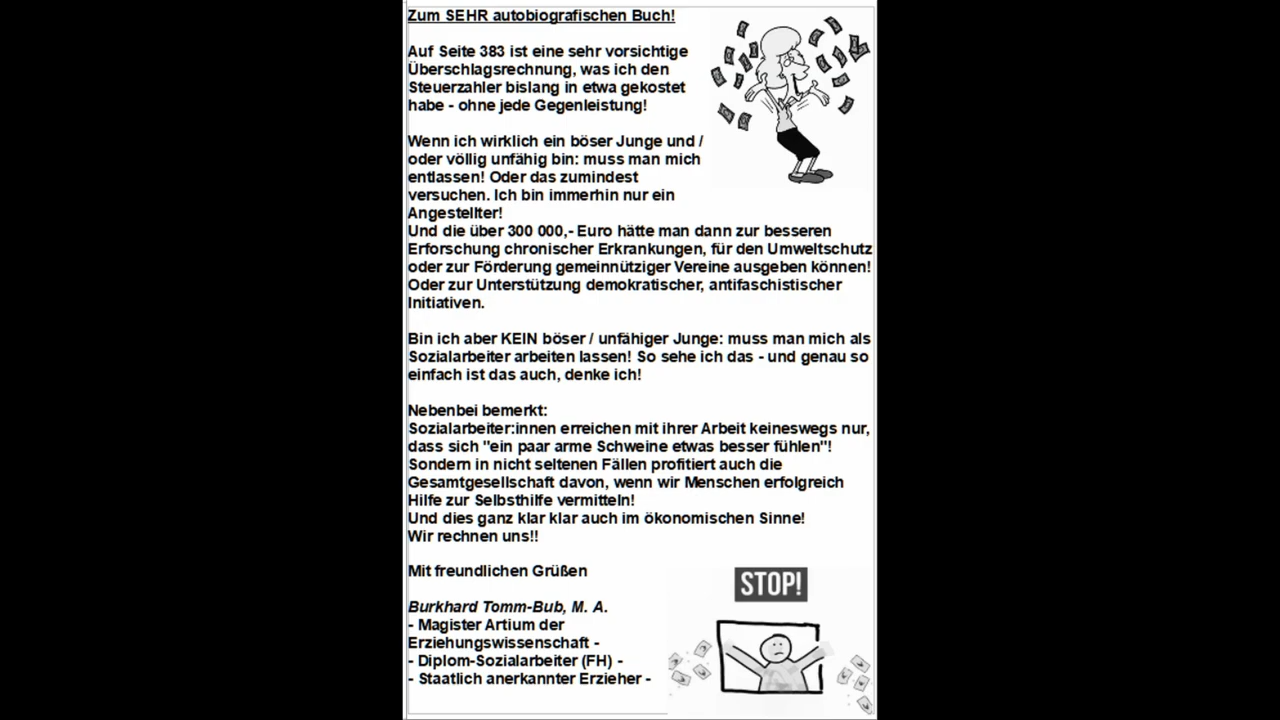 Zum SEHR autobiografischen Buch!
Auf Seite 383 ist eine sehr vorsichtige
Überschlagsrechnung, was ich den
Steuerzahler bislang in etwa gekostet
habe - ohne jede Gegenleistung!
Wenn ich wirklich ein böser Junge und /
oder völlig unfähig bin: muss man mich
entlassen! Oder das zumindest
versuchen. Ich bin immerhin nur ein
Angestellter!
Und die über 300 000,- Euro hätte man dann zur besseren
Erforschung chronischer Erkrankungen, für den Umweltschutz
oder zur Förderung gemeinnütziger Vereine ausgeben können!
Oder zur Unterstützung demokratischer, antifaschistischer
Initiativen.
Bin ich aber KEIN böser / unfähiger Junge: muss man mich als
Sozialarbeiter arbeiten lassen! So sehe ich das - und genau so
einfach ist das auch, denke ich!
Nebenbei bemerkt:
Sozialarbeiter:innen erreichen mit ihrer Arbeit keineswegs nur,
dass sich "ein paar arme Schweine etwas besser fühlen"!
Sondern in nicht seltenen Fällen profitiert auch die
Gesamtgesellschaft davon, wenn wir Menschen erfolgreich
Hilfe zur Selbsthilfe vermitteln!
Und dies ganz klar klar auch im ökonomischen Sinne!
Wir rechnen uns!!
Mit freundlichen Grüßen
STOP!
Burkhard Tomm-Bub, M. A.
- Magister Artium der
Erziehungswissenschaft -
- Diplom-Sozialarbeiter (FH) -
- Staatlich anerkannter Erzieher -